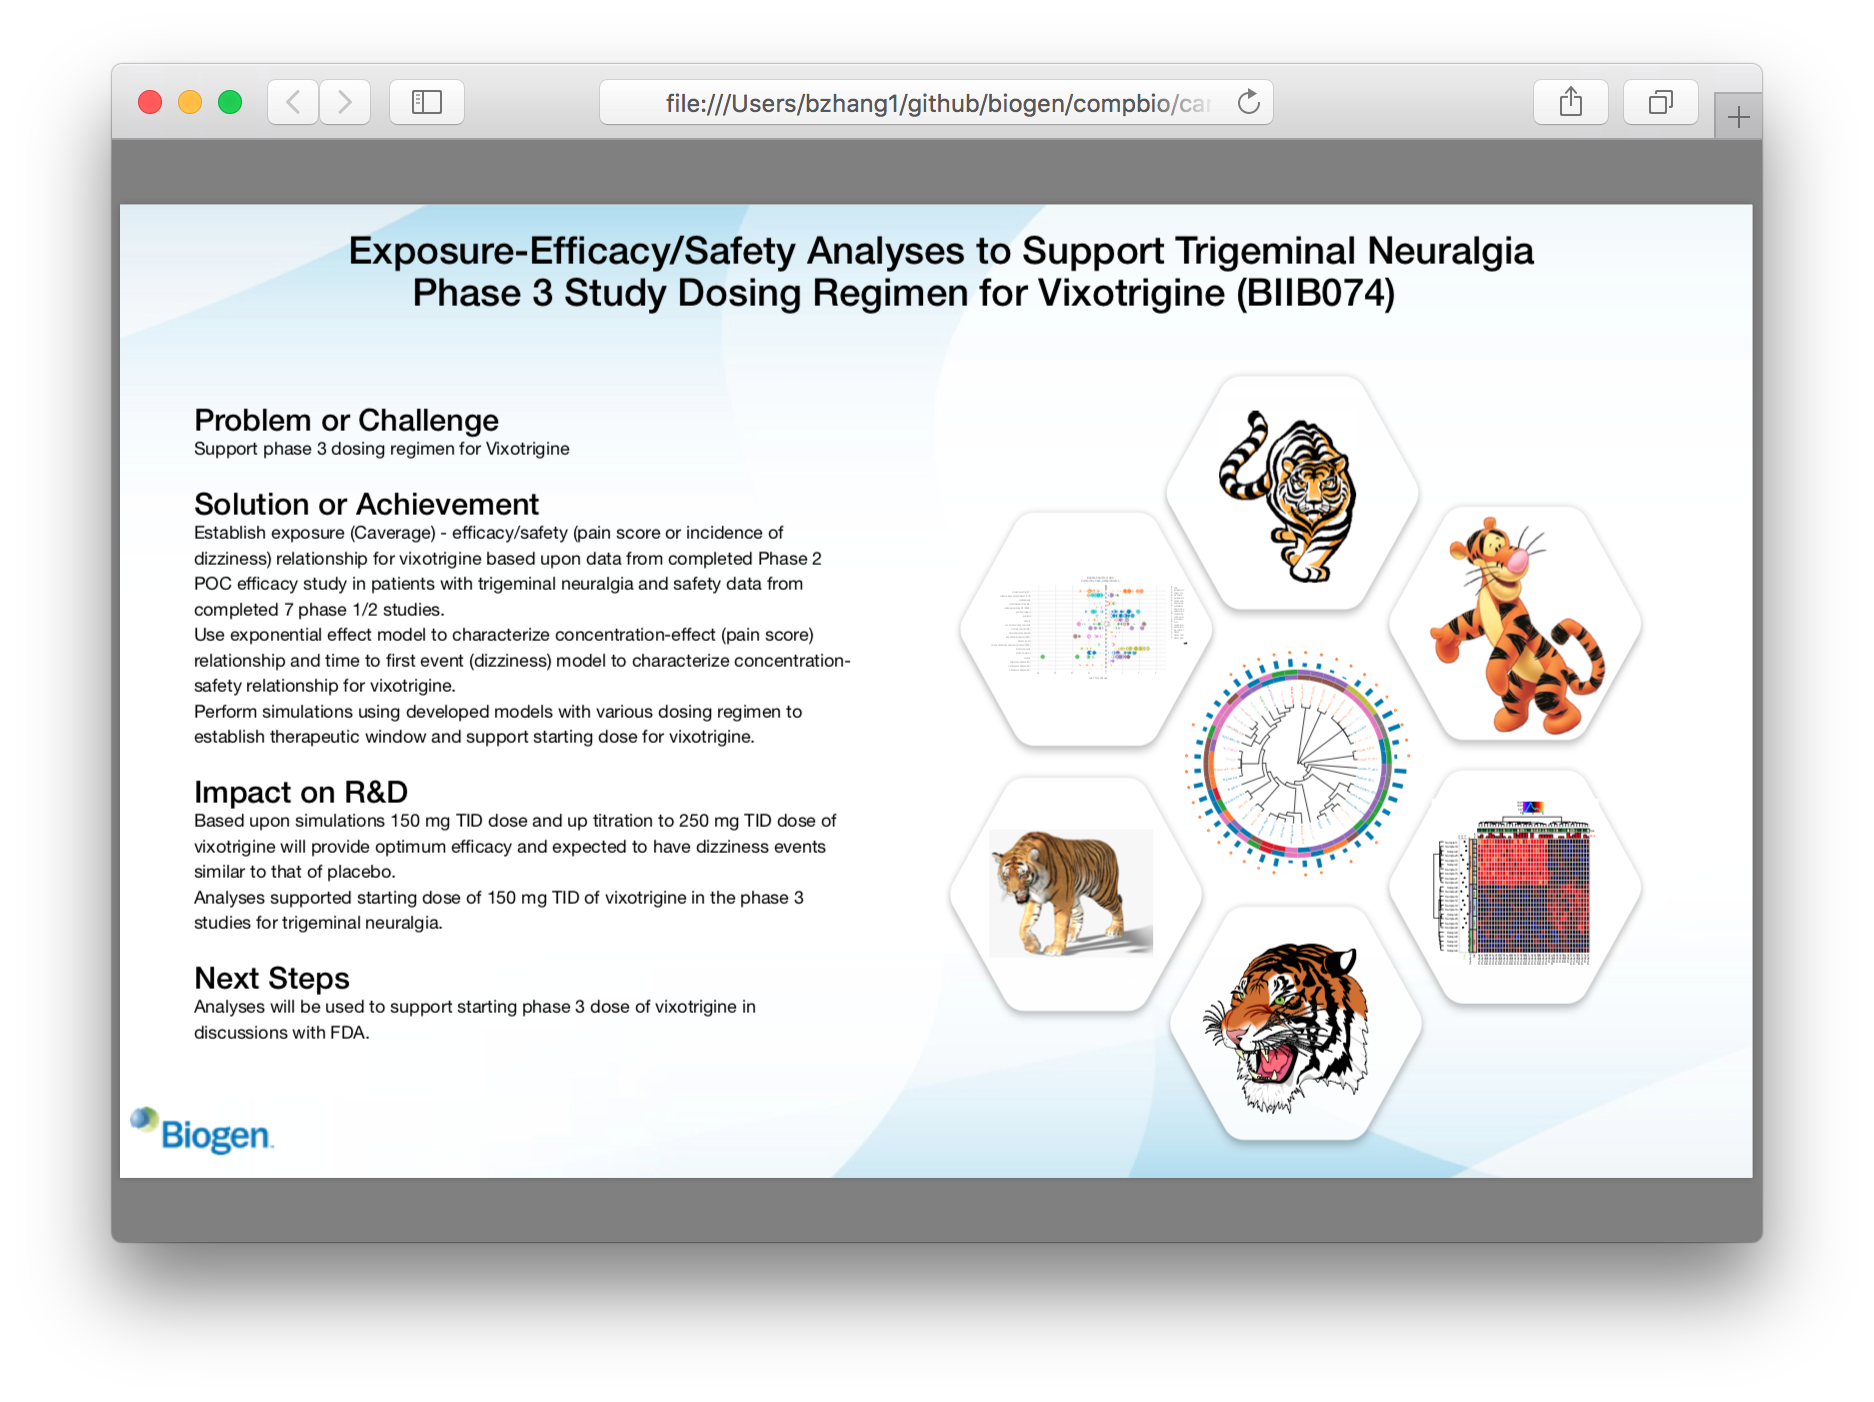 file:///Users/bzhang1/github/biogen/compbio/ca
Exposure-Efficacy/Safety Analyses to Support Trigeminal Neuralgia
Phase 3 Study Dosing Regimen for Vixotrigine (BIIB074)
Problem or Challenge
Support phase 3 dosing regimen for Vixotrigine
Solution or Achievement
Establish exposure (Caverage) - efficacy/safety (pain score or incidence of
dizziness) relationship for vixotrigine based upon data from completed Phase 2
POC efficacy study in patients with trigeminal neuralgia and safety data from
completed 7 phase 1/2 studies.
Use exponential effect model to characterize concentration-effect (pain score)
relationship and time to first event (dizziness) model to characterize concentration-
safety relationship for vixotrigine.
Perform simulations using developed models with various dosing regimen to
establish therapeutic window and support starting dose for vixotrigine.
Impact on R&D
Based upon simulations 150 mg TID dose and up titration to 250 mg TID dose of
vixotrigine will provide optimum efficacy and expected to have dizziness events
similar to that of placebo.
Analyses supported starting dose of 150 mg TID of vixotrigine in the phase 3
studies for trigeminal neuralgia.
Next Steps
Analyses will be used to support starting phase 3 dose of vixotrigine in
discussions with FDA.
Biogen